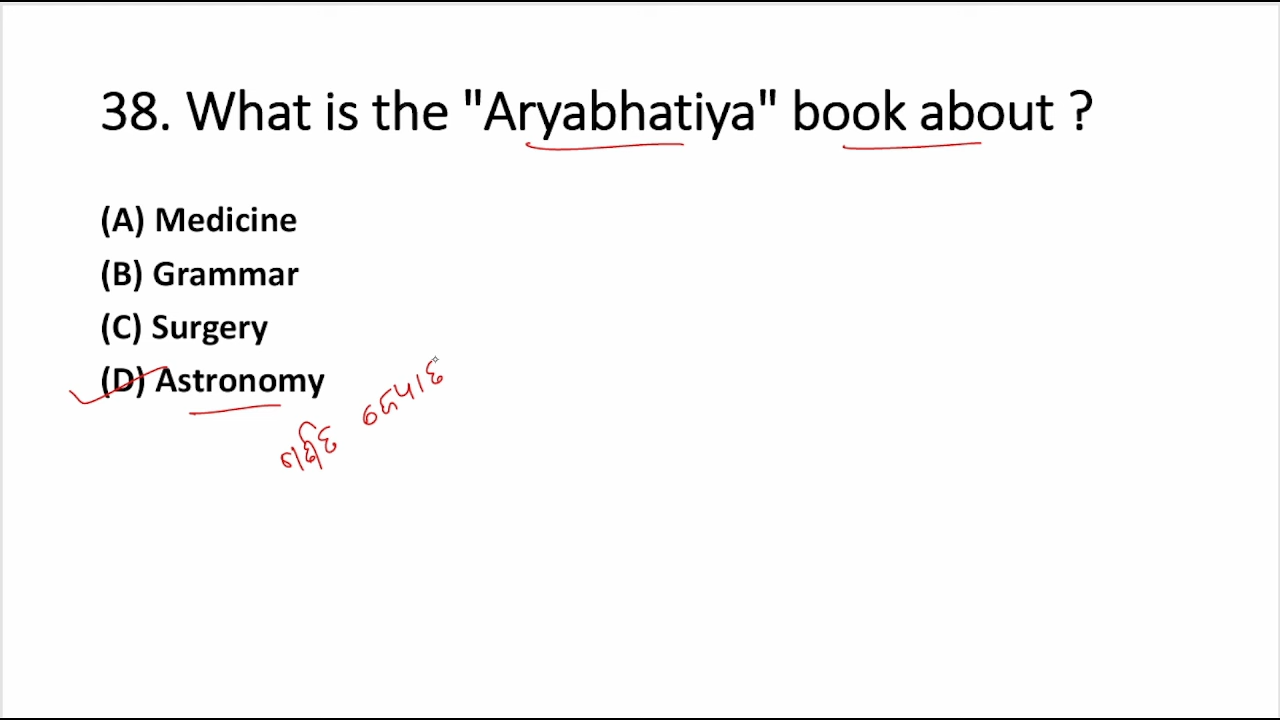 38. What is the "Aryabhatiya" book about ?
(A) Medicine
(B) Grammar
(C) Surgery
(D) Astronomy